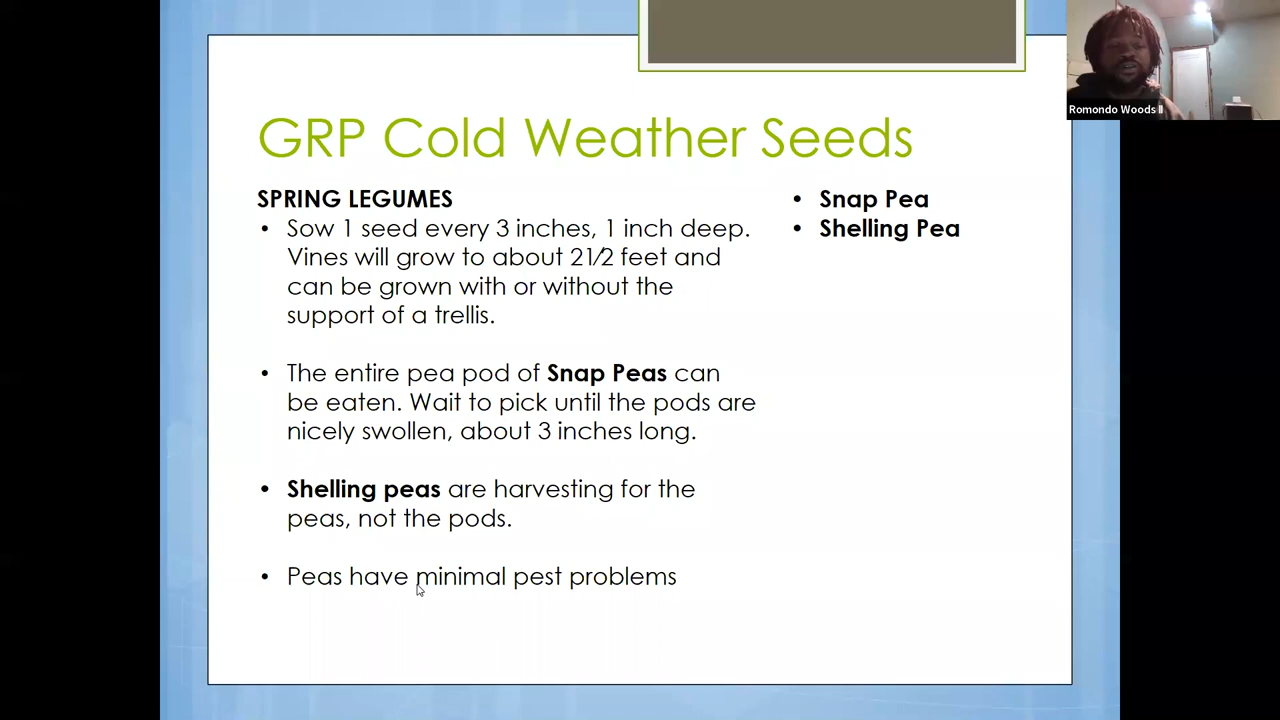 Romondo Woods II
GRP Cold Weather Seeds
SPRING LEGUMES
• Sow 1 seed every 3 inches, 1 inch deep.
Vines will grow to about 21⁄2 feet and
can be grown with or without the
support of a trellis.
• The entire pea pod of Snap Peas can
be eaten. Wait to pick until the pods are
nicely swollen, about 3 inches long.
• Shelling peas are harvesting for the
peas, not the pods.
• Peas have minimal pest problems
• Snap Pea
• Shelling Pea